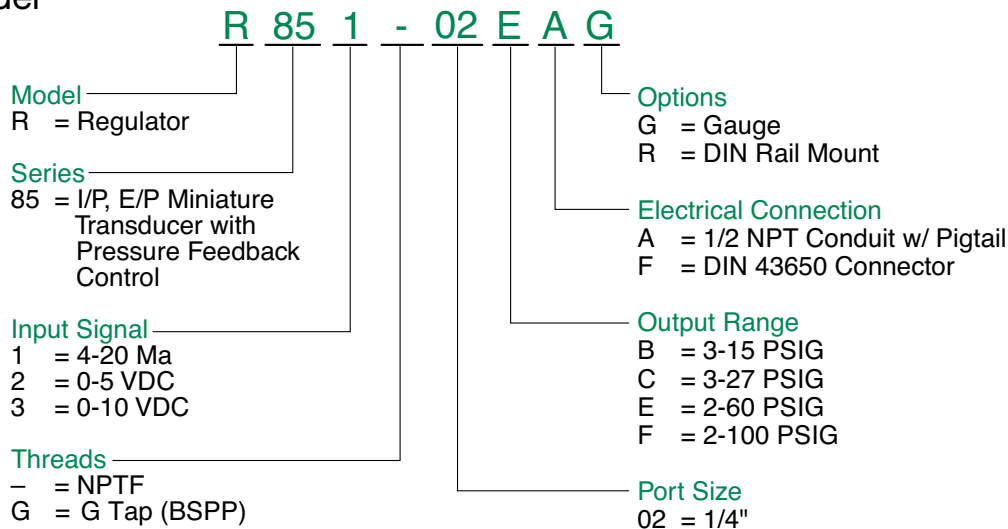 R 85 1 - 02 E A G
Model
R = Regulator
Series
85 = I/P, E/P Miniature
Transducer with
Pressure Feedback
Control
Input Signal
1 = 4-20 Ma
2 = 0-5 VDC
3 = 0-10 VDC
Threads
– = NPTF
G = G Tap (BSPP)
Options
G = Gauge
R = DIN Rail Mount
Electrical Connection
A = 1/2 NPT Conduit w/ Pigtail
F = DIN 43650 Connector
Output Range
B = 3-15 PSIG
C = 3-27 PSIG
E = 2-60 PSIG
F = 2-100 PSIG
Port Size
02 = 1/4"